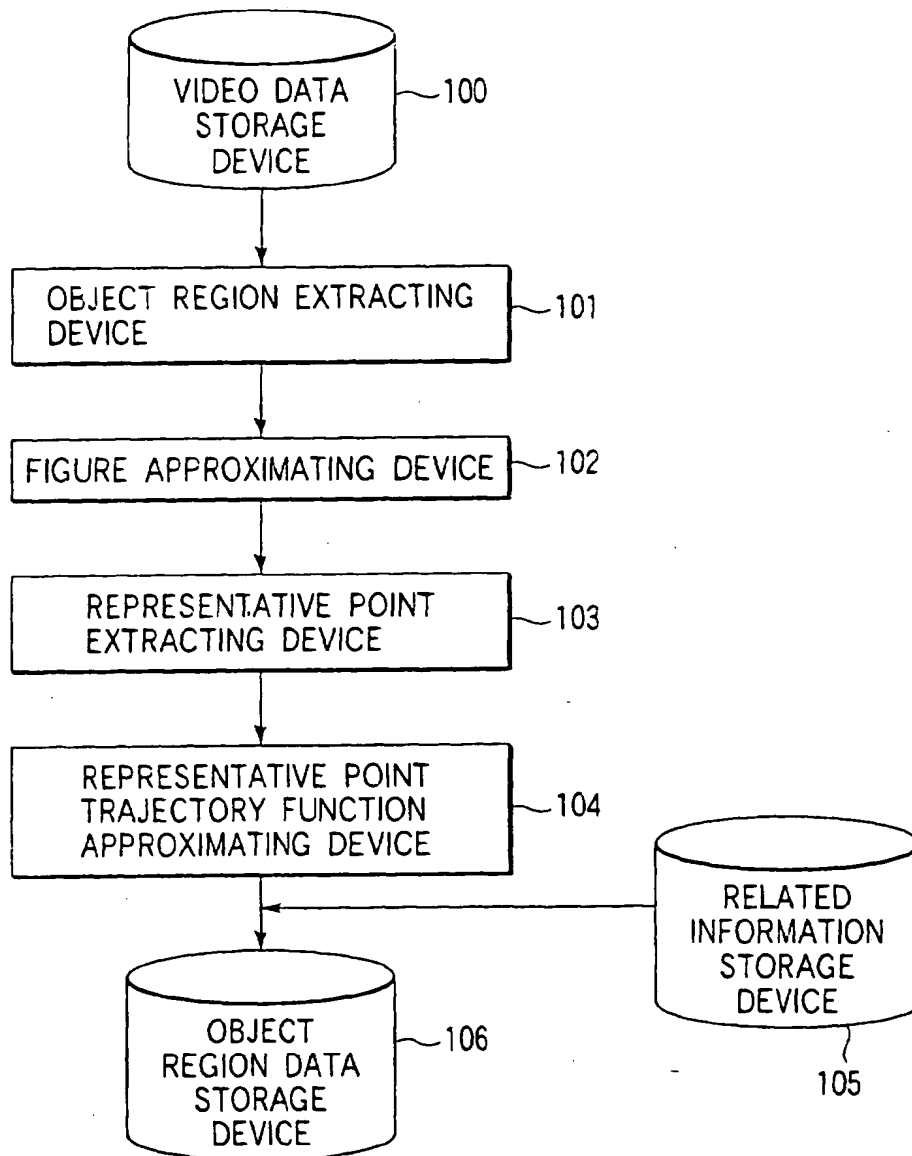 VIDEO DATA
STORAGE
DEVICE
100
OBJECT REGION EXTRACTING
DEVICE
101
FIGURE APPROXIMATING DEVICE
102
REPRESENTATIVE POINT
EXTRACTING DEVICE
103
REPRESENTATIVE POINT
TRAJECTORY FUNCTION
APPROXIMATING DEVICE
104
RELATED
INFORMATION
STORAGE
DEVICE
105
OBJECT
REGION DATA
STORAGE
DEVICE
106